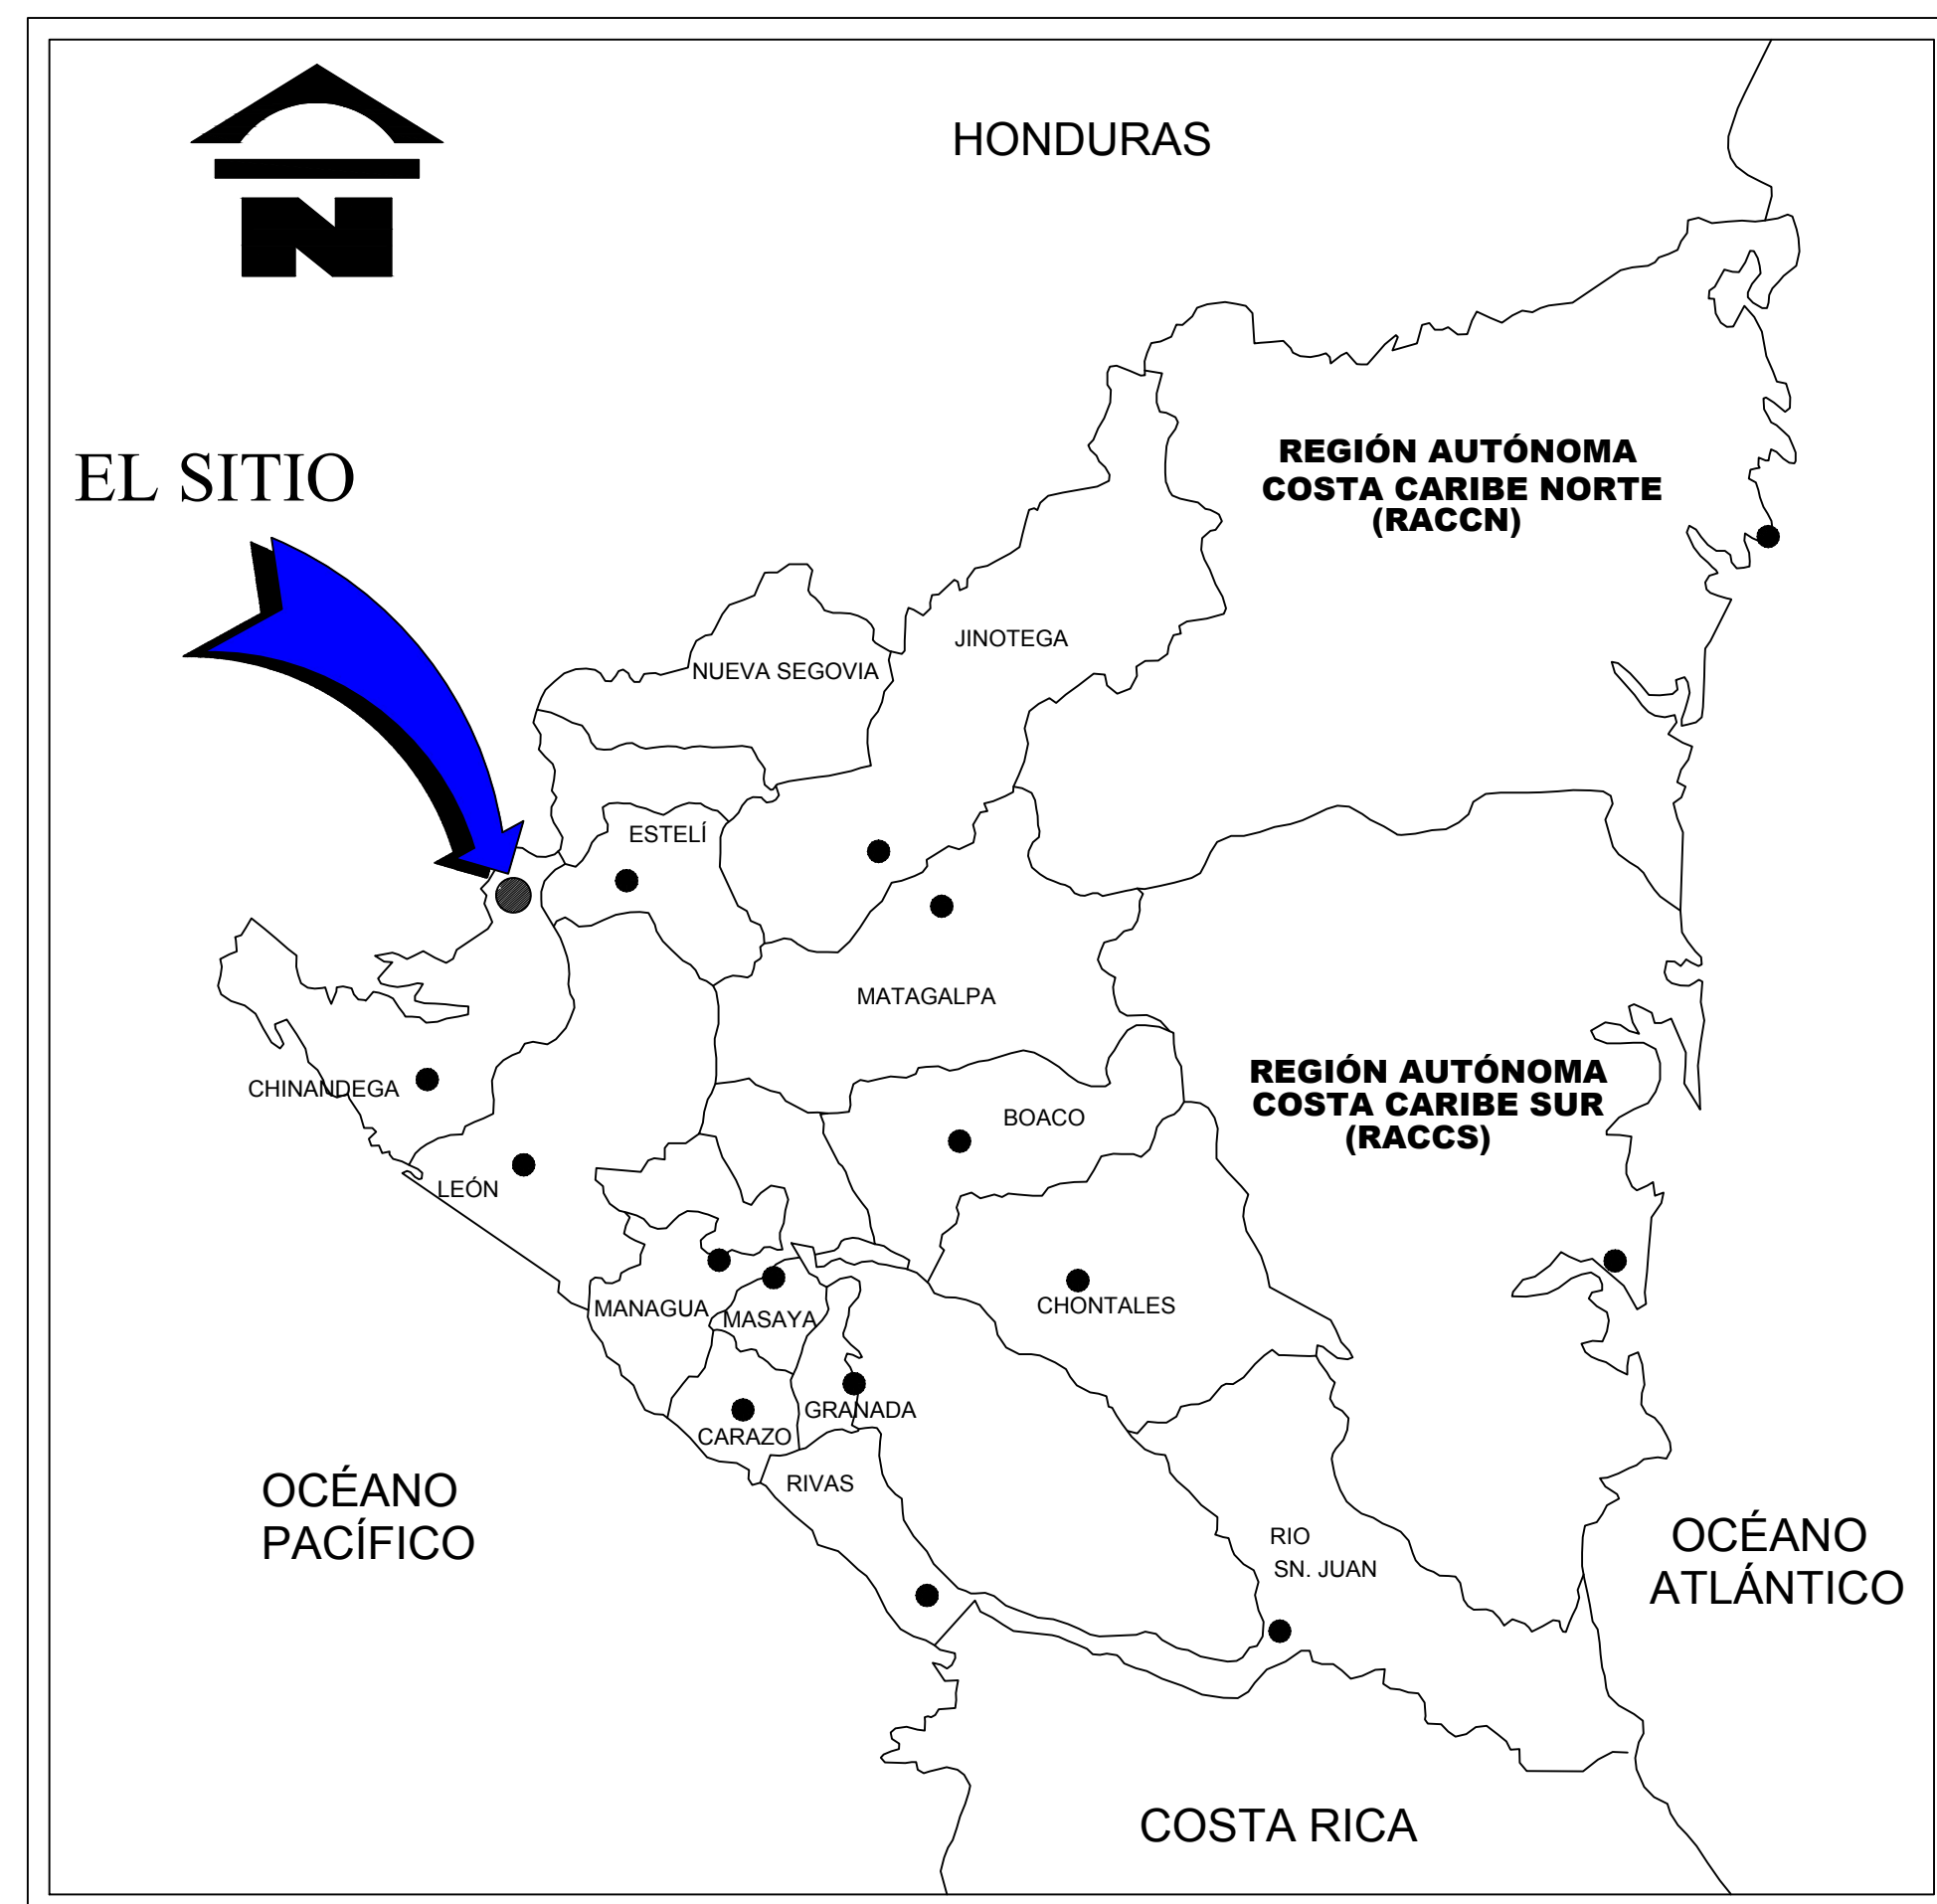 N
HONDURAS
EL SITIO
REGIÓN AUTÓNOMA
COSTA CARIBE NORTE
(RACCN)
JINOTEGA
NUEVA SEGOVIA
ESTELÍ
MATAGALPA
CHINANDEGA
REGIÓN AUTÓNOMA
COSTA CARIBE SUR
(RACCS)
BOACO
LEÓN
MANAGUA
MASAYA
CHONTALES
GRANADA
CARAZO
RIVAS
OCÉANO
PACÍFICO
RIO
SN. JUAN
OCÉANO
ATLÁNTICO
COSTA RICA